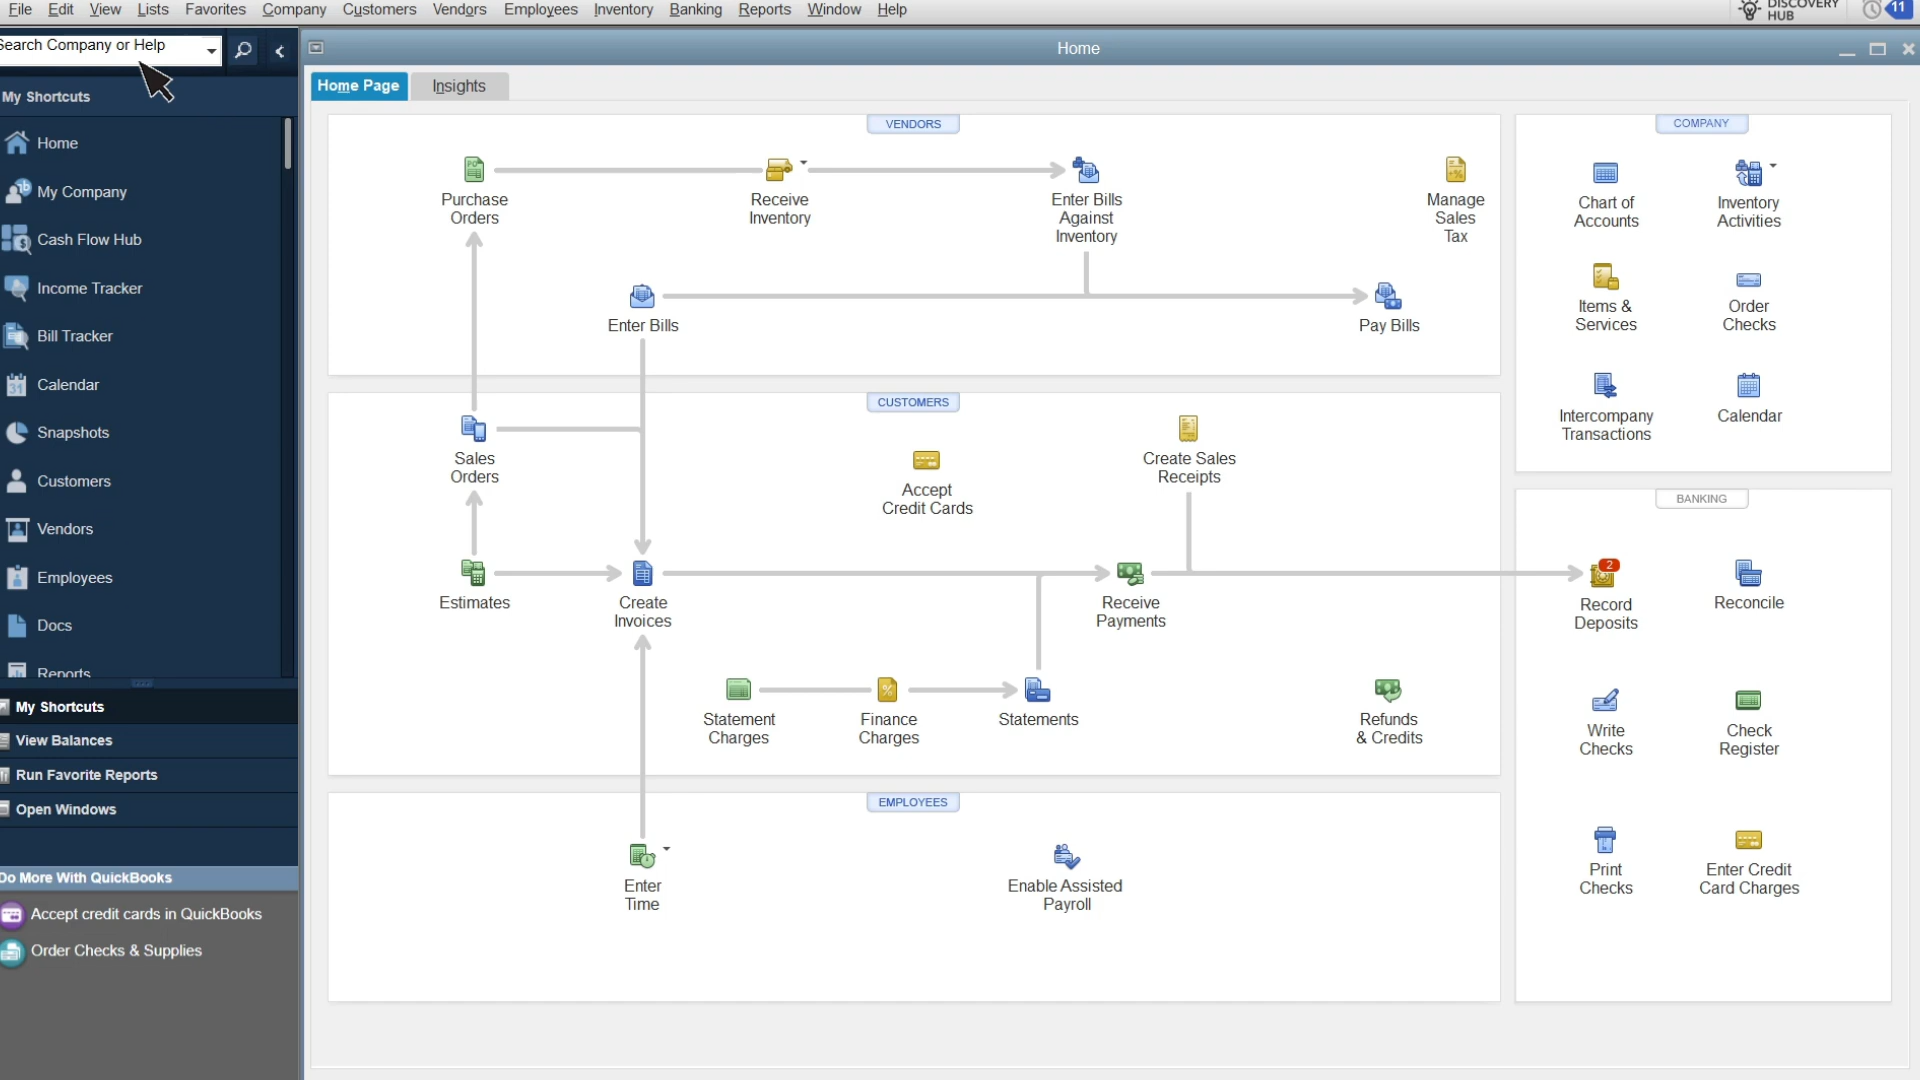 File Edit View Lists Favorites Company Customers Vendors Employees Inventory Banking Reports Window Help
DISCOVERY
HUB
11
Search Company or Help
Home
Home Page Insights
My Shortcuts
Home
My Company
Cash Flow Hub
Income Tracker
Bill Tracker
31
Calendar
Snapshots
Customers
Vendors
Employees
Docs
Reports
My Shortcuts
View Balances
Run Favorite Reports
Open Windows
Do More With QuickBooks
Accept credit cards in QuickBooks
Order Checks & Supplies
VENDORS
PO
Purchase
Orders
Receive
Inventory
Enter Bills
Against
Inventory
Manage
Sales
Tax
Enter Bills
Pay Bills
CUSTOMERS
Sales
Orders
Accept
Credit Cards
Create Sales
Receipts
Estimates
Create
Invoices
Receive
Payments
Statement
Charges
Finance
Charges
Statements
Refunds
& Credits
EMPLOYEES
Enter
Time
Enable Assisted
Payroll
COMPANY
Chart of
Accounts
Inventory
Activities
Items &
Services
Order
Checks
Intercompany
Transactions
Calendar
BANKING
2
Record
Deposits
Reconcile
Write
Checks
Check
Register
Print
Checks
Enter Credit
Card Charges